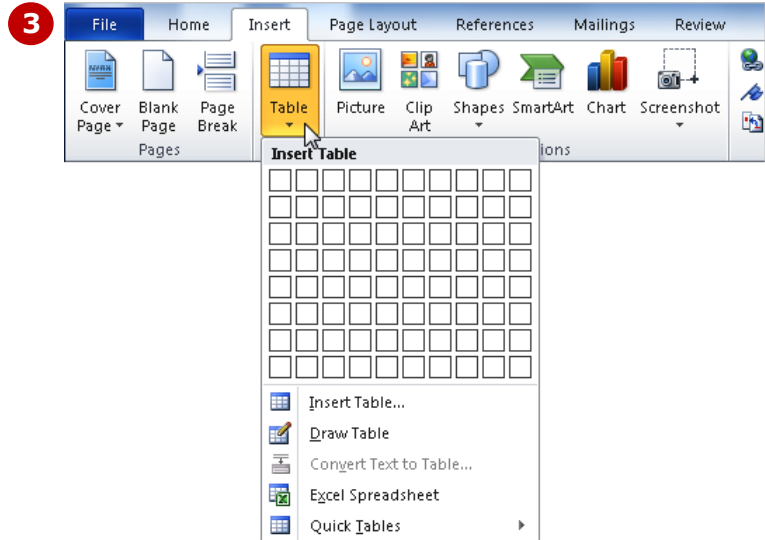 3
File Home Insert Page Layout References Mailings Review
Cover Page Blank Page Page Break Table Picture Clip Art Shapes SmartArt Chart Screenshot
Pages ions
Insert Table
Insert Table...
Draw Table
Convert Text to Table...
Excel Spreadsheet
Quick Tables